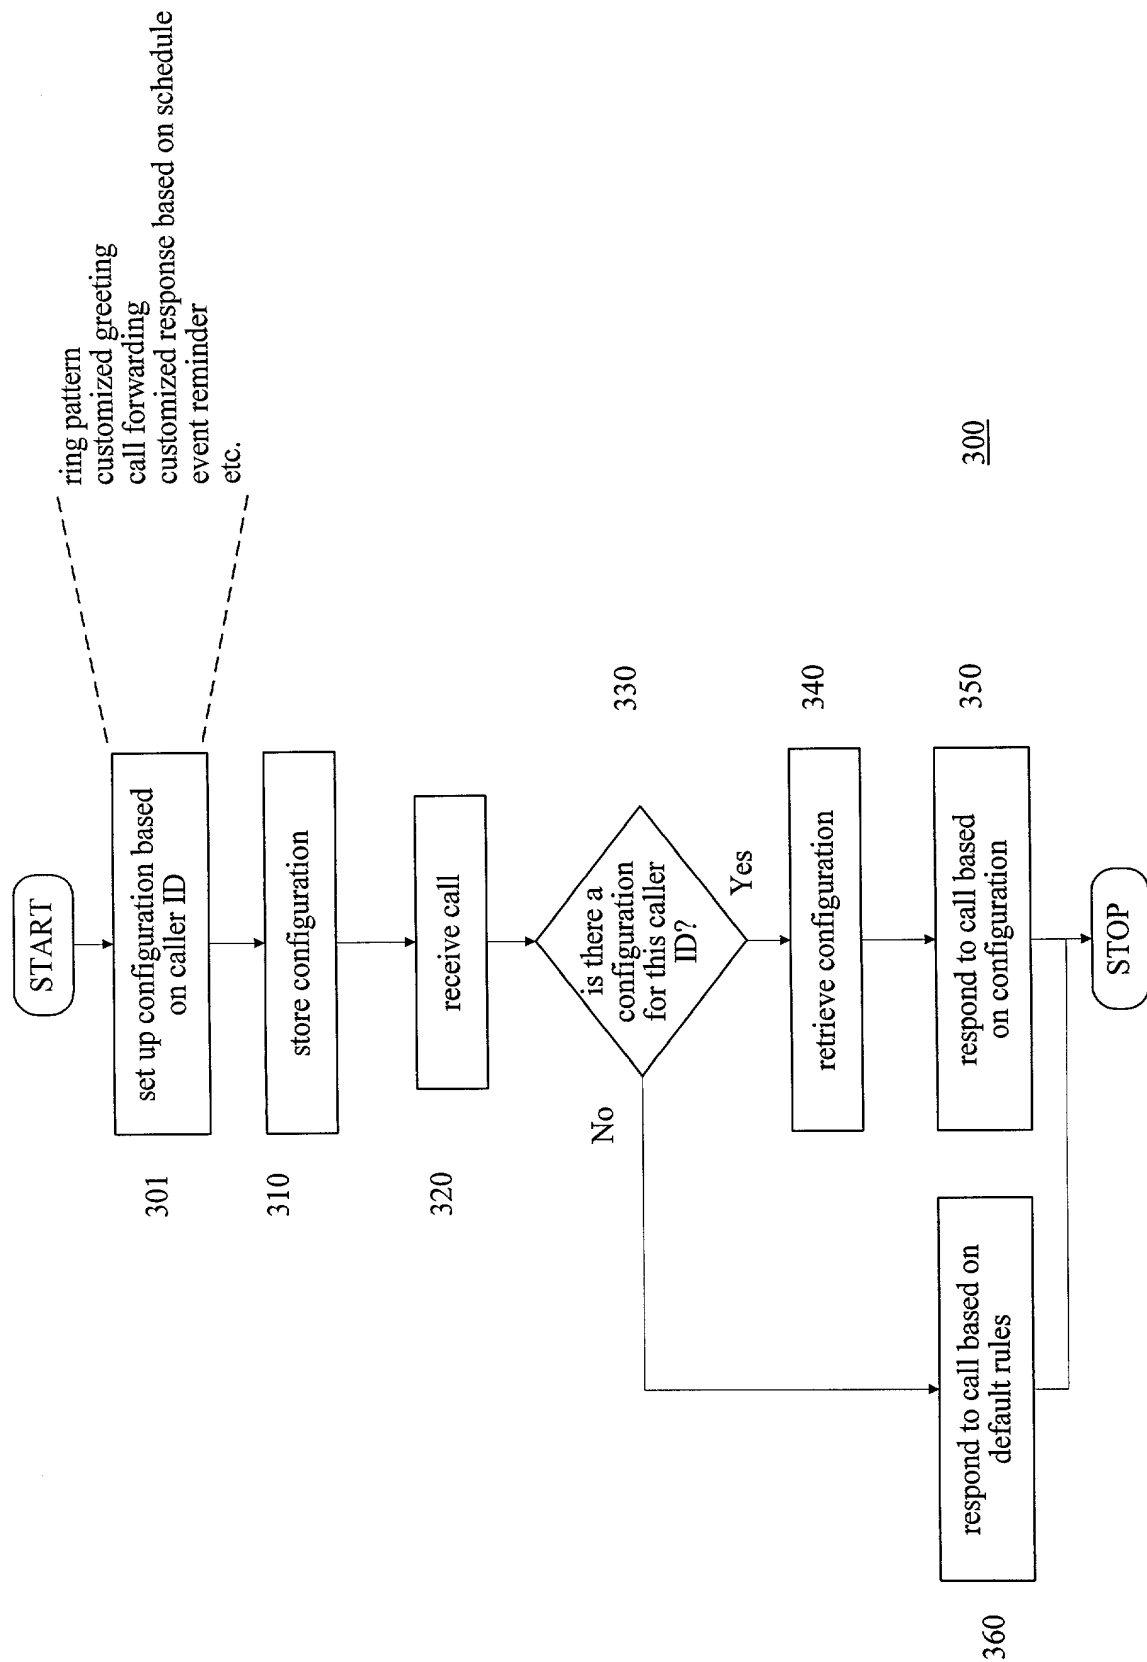 START
set up configuration based
on caller ID
301
ring pattern
customized greeting
call forwarding
customized response based on schedule
event reminder
etc.
store configuration
310
receive call
320
is there a
configuration
for this caller
ID?
330
No
Yes
retrieve configuration
340
respond to call based
on configuration
350
respond to call based on
default rules
360
STOP
300